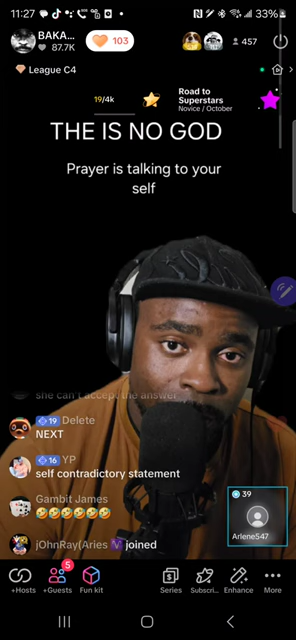 11:27
33%
BAKA...
87.7K
103
457
League C4
19/4k
Road to
Superstars
Novice / October
THE IS NO GOD
Prayer is talking to your
self
she can't accept the answer
19 Delete
NEXT
16 YP
self contradictory statement
Gambit James
jOhnRay(Aries joined
39
Arlene547
5
+Hosts
+Guests
Fun kit
Series
Subscri...
Enhance
More